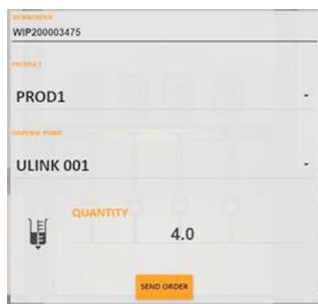 WORKORDER
WIP200003475
PRODUCT
PROD1
DISPENSE POINT
ULINK 001
QUANTITY
4.0
SEND ORDER